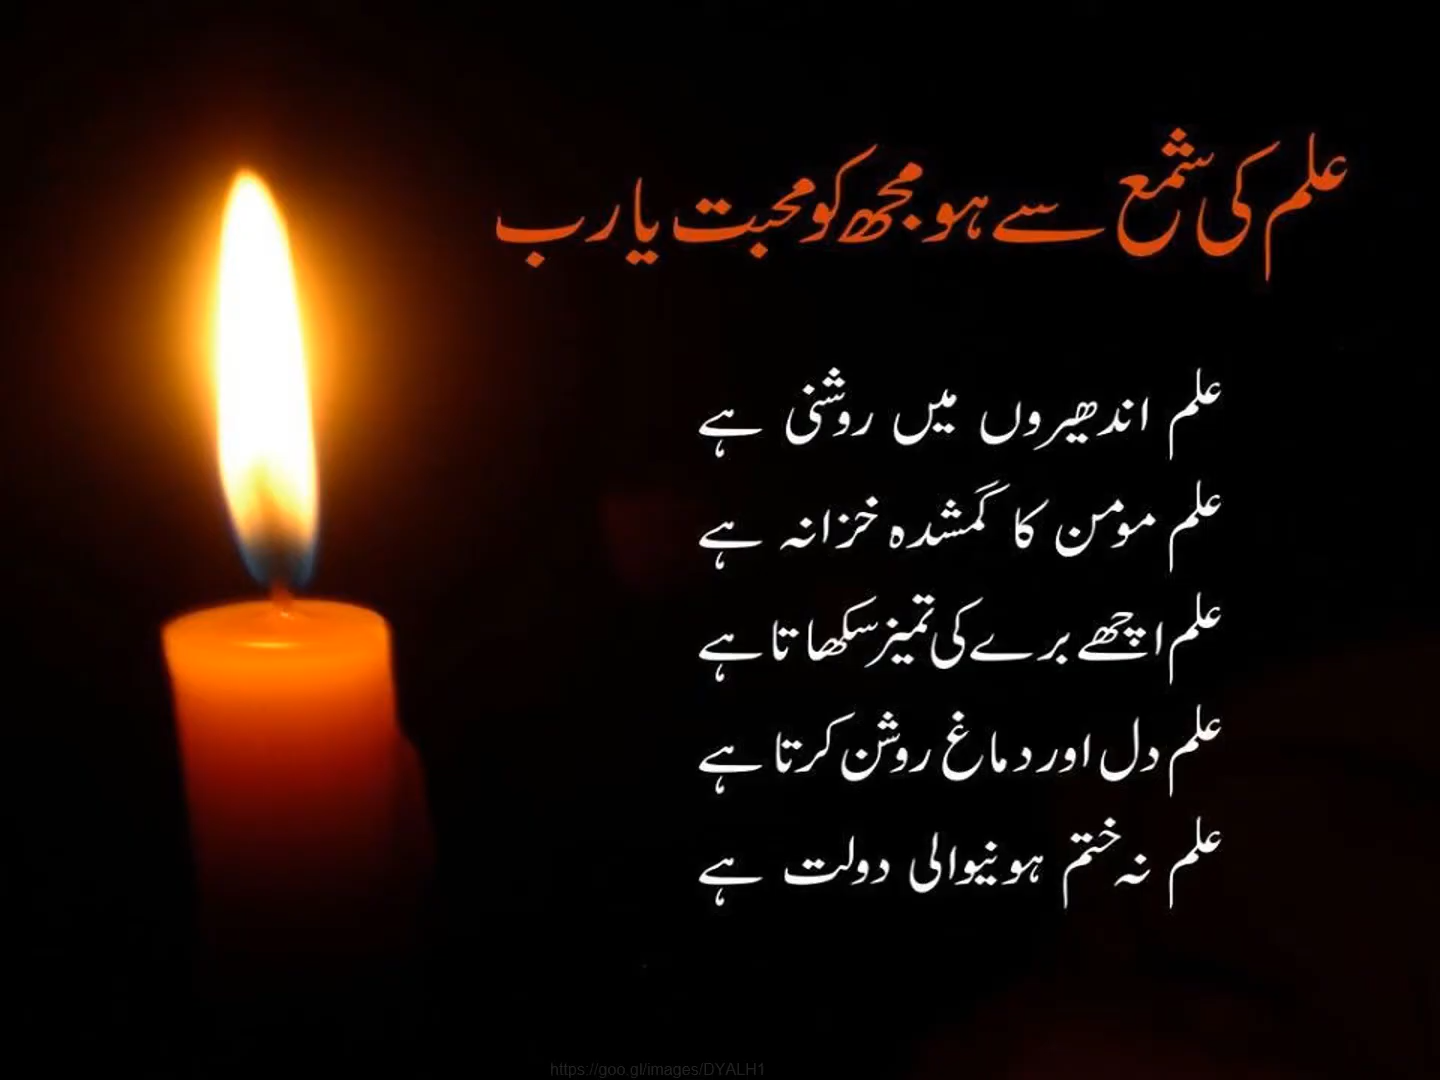 علم کی شمع سے ہو مجھ کو محبت یا رب
علم اندھیروں میں روشنی ہے
علم مومن کا گمشدہ خزانہ ہے
علم اچھے برے کی تمیز سکھاتا ہے
علم دل اور دماغ روشن کرتا ہے
علم نہ ختم ہونیوالی دولت ہے
https://goo.gl/images/DYALH1